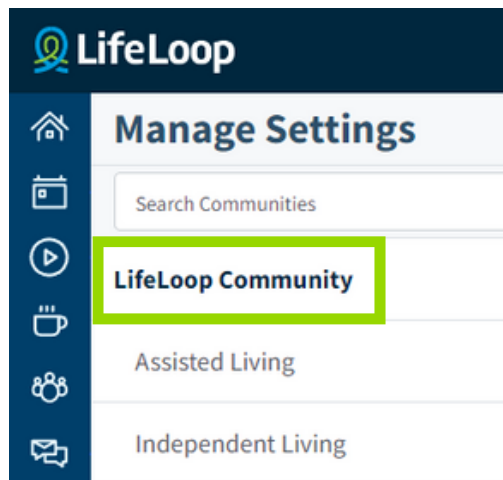 LifeLoop
Manage Settings
Search Communities
LifeLoop Community
Assisted Living
Independent Living